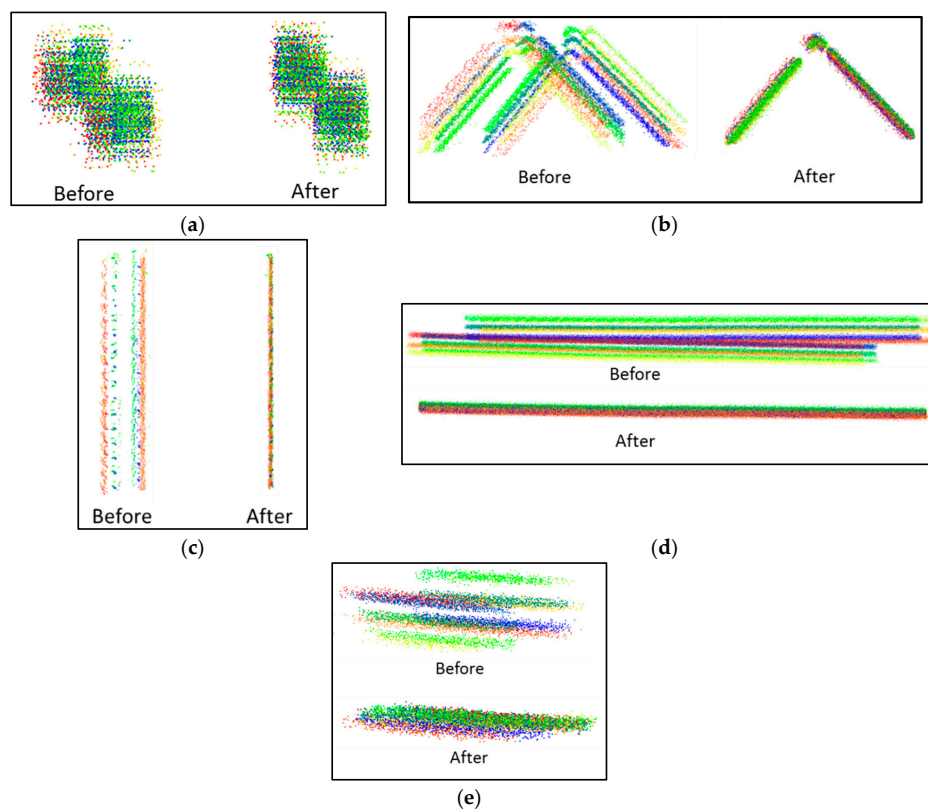 Before After
(a)
Before After
(b)
Before After
(c)
Before
After
(d)
Before
After
(e)